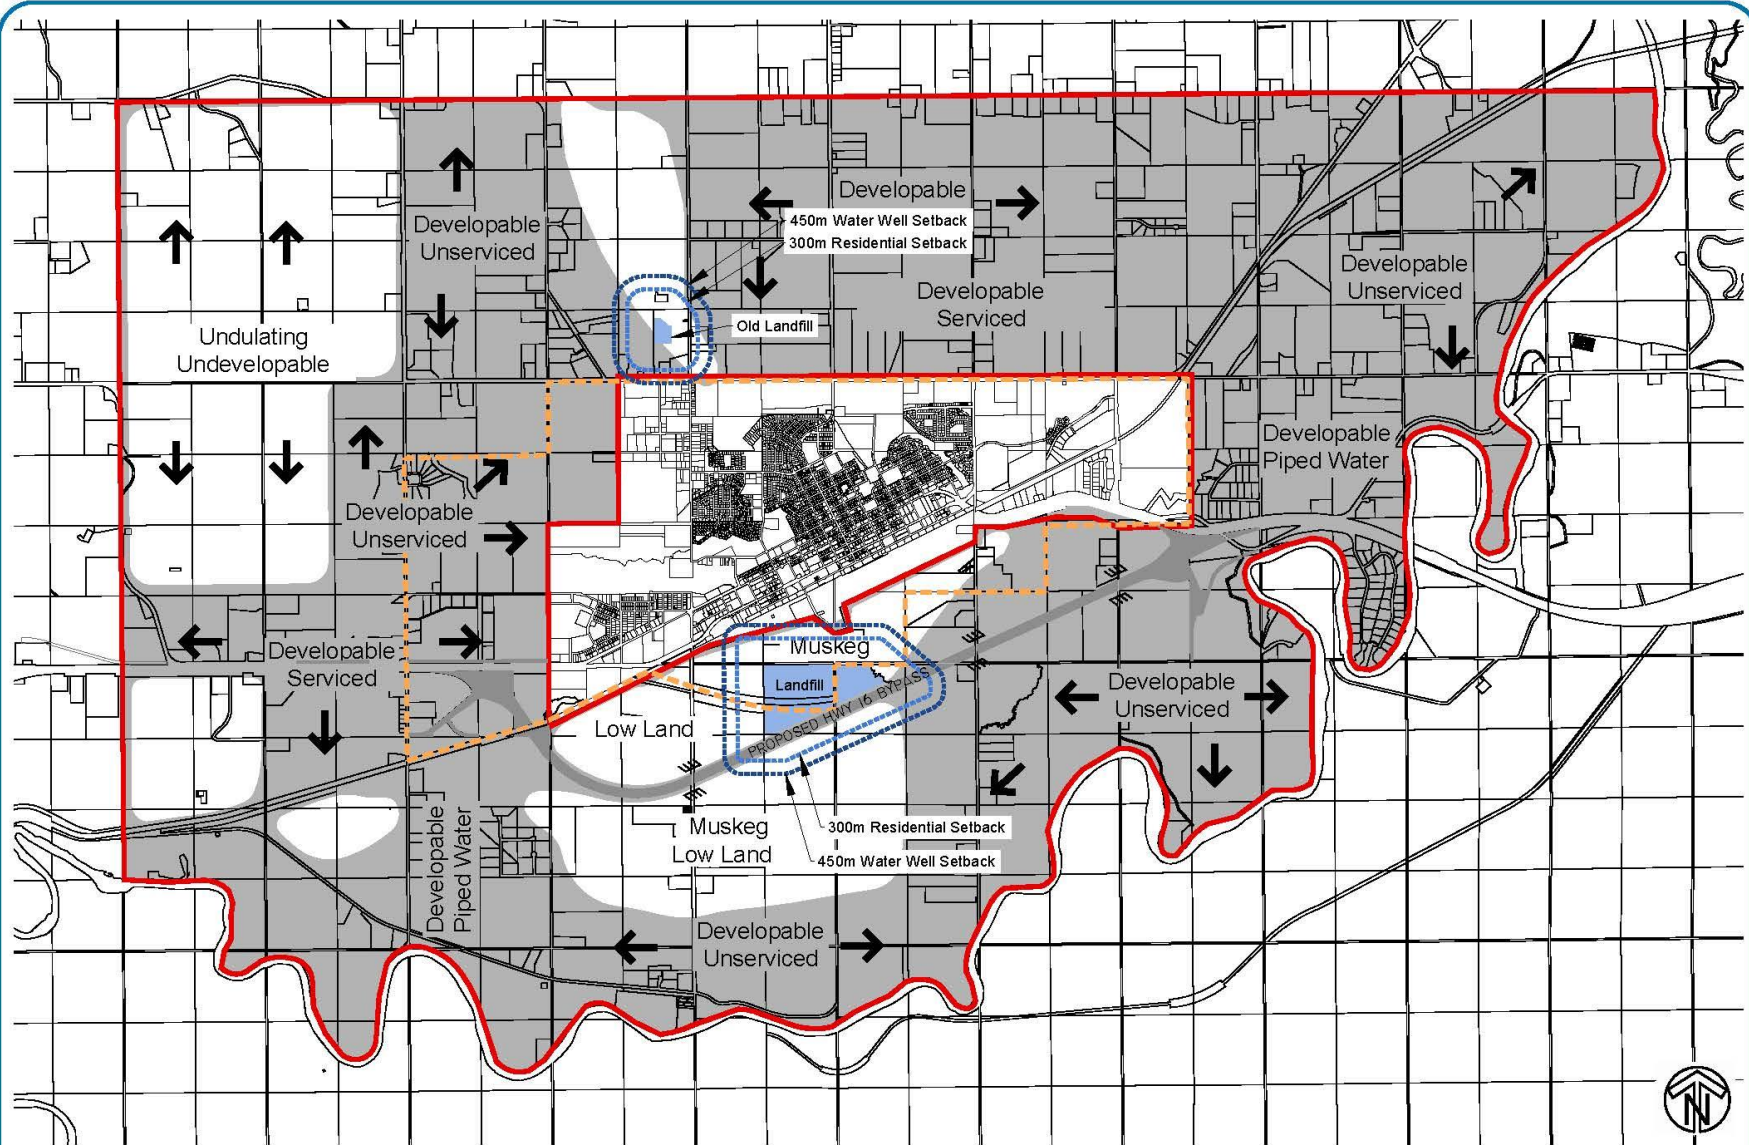 Developable
450m Water Well Setback
300m Residential Setback
Developable
Unserviced
Developable
Unserviced
Developable
Serviced
Old Landfill
Undulating
Undevelopable
Developable
Piped Water
Developable
Unserviced
Developable
Serviced
Muskeg
Landfill
PROPOSED HWY 16 BYPASS
Developable
Unserviced
Low Land
Developable
Piped Water
Muskeg
Low Land
300m Residential Setback
450m Water Well Setback
Developable
Unserviced
N